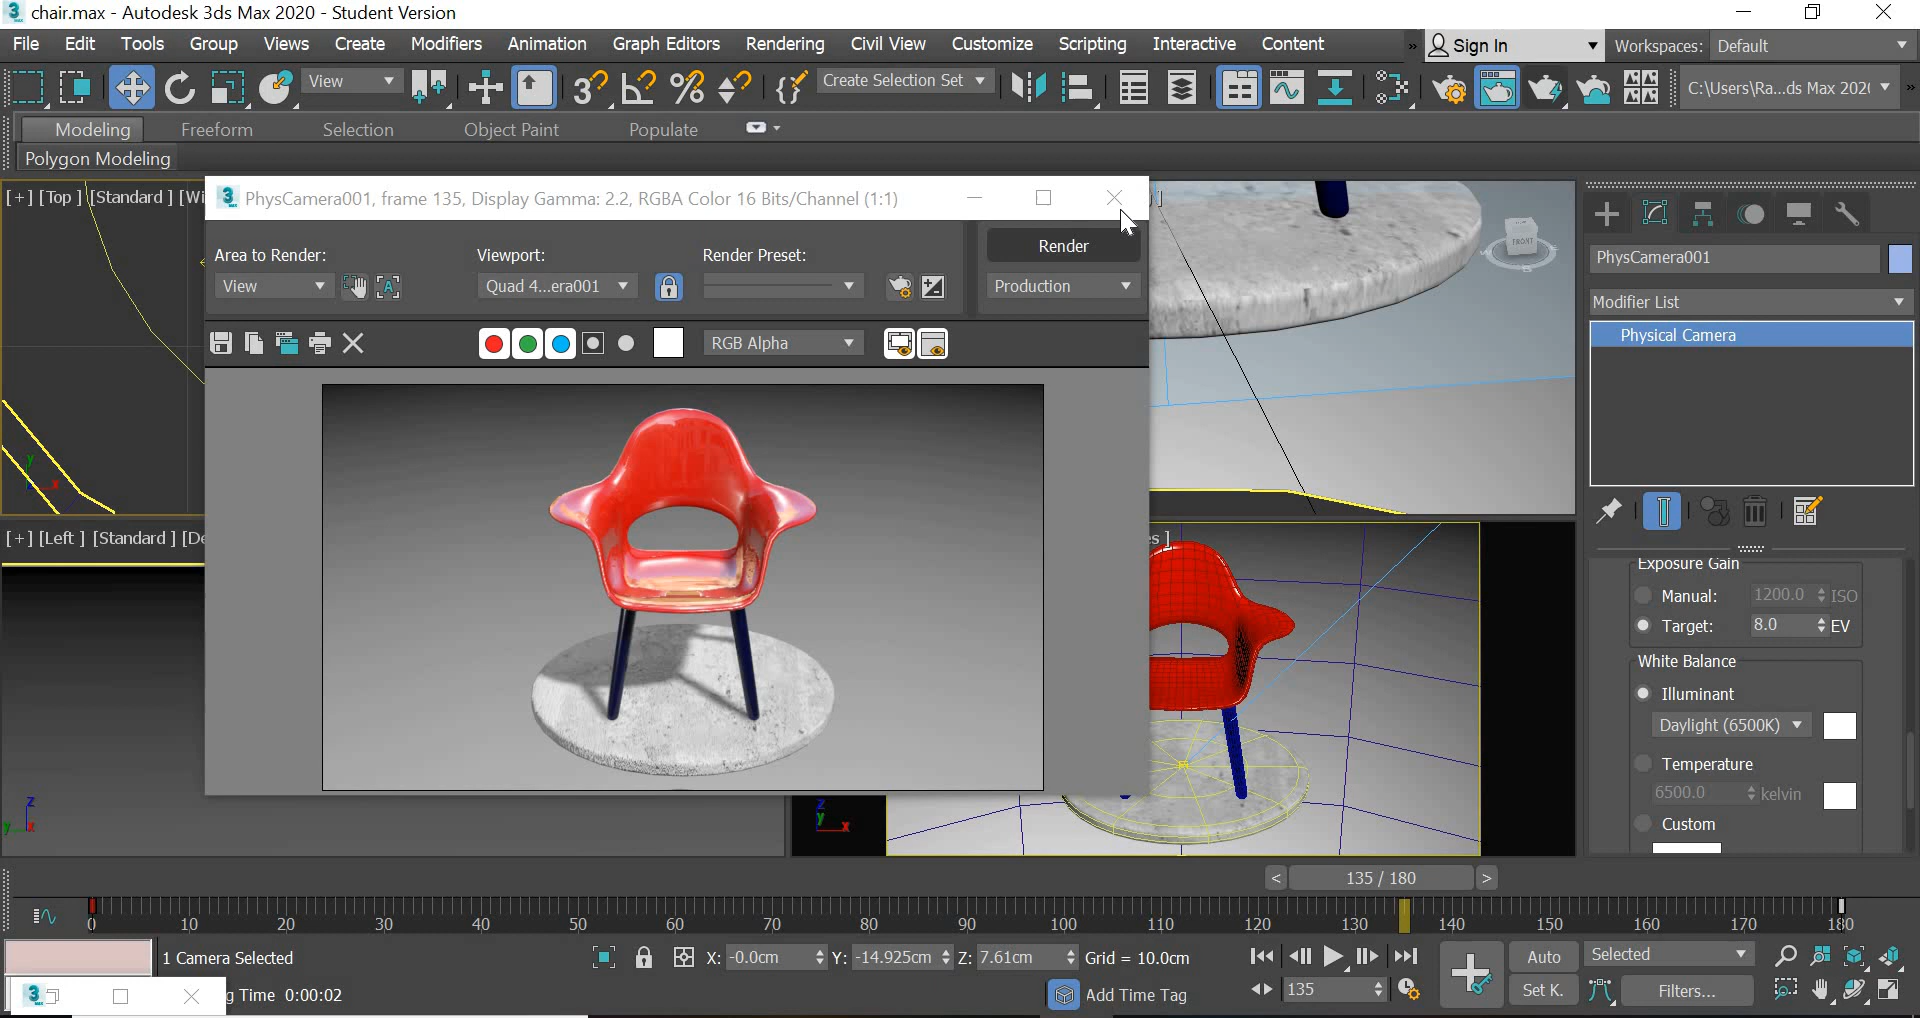 chair.max - Autodesk 3ds Max 2020 - Student Version
File Edit Tools Group Views Create Modifiers Animation Graph Editors Rendering Civil View Customize Scripting Interactive Content
Sign In
Workspaces: Default
View
Create Selection Set
C:\Users\Ra...ds Max 202
Modeling Freeform Selection Object Paint Populate
Polygon Modeling
[+] [Top ] [Standard ] [Wi
PhysCamera001, frame 135, Display Gamma: 2.2, RGBA Color 16 Bits/Channel (1:1)
Area to Render:
View
Viewport:
Quad 4...era001
Render Preset:
Render
Production
RGB Alpha
FRONT
PhysCamera001
Modifier List
Physical Camera
[+] [Left ] [Standard ] [De
es ]
Exposure Gain
Manual: 1200.0 ISO
Target: 8.0 EV
White Balance
Illuminant
Daylight (6500K)
Temperature
6500.0 kelvin
Custom
z
y x
z
y
x
y
x
< 135 / 180 >
0 10 20 30 40 50 60 70 80 90 100 110 120 130 140 150 160 170 180
1 Camera Selected
X: -0.0cm Y: -14.925cm Z: 7.61cm Grid = 10.0cm
Auto Selected
g Time 0:00:02
Add Time Tag
135
Set K. Filters...